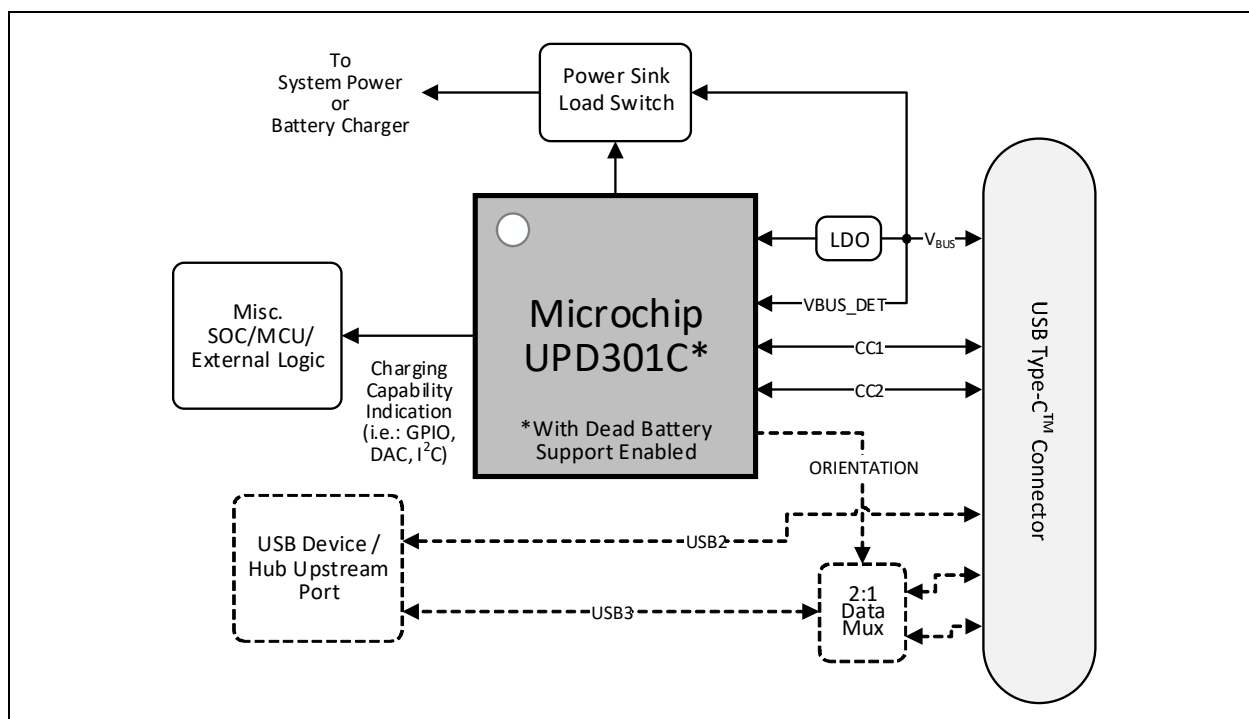 To
System Power
or
Battery Charger
Power Sink
Load Switch
LDO
VBUS
VBUS_DET
CC1
CC2
Microchip
UPD301C*
*With Dead Battery
Support Enabled
Misc.
SOC/MCU/
External Logic
Charging
Capability
Indication
(i.e.: GPIO,
DAC, I²C)
ORIENTATION
USB Device /
Hub Upstream
Port
USB2
USB3
2:1
Data
Mux
USB Type-C™ Connector